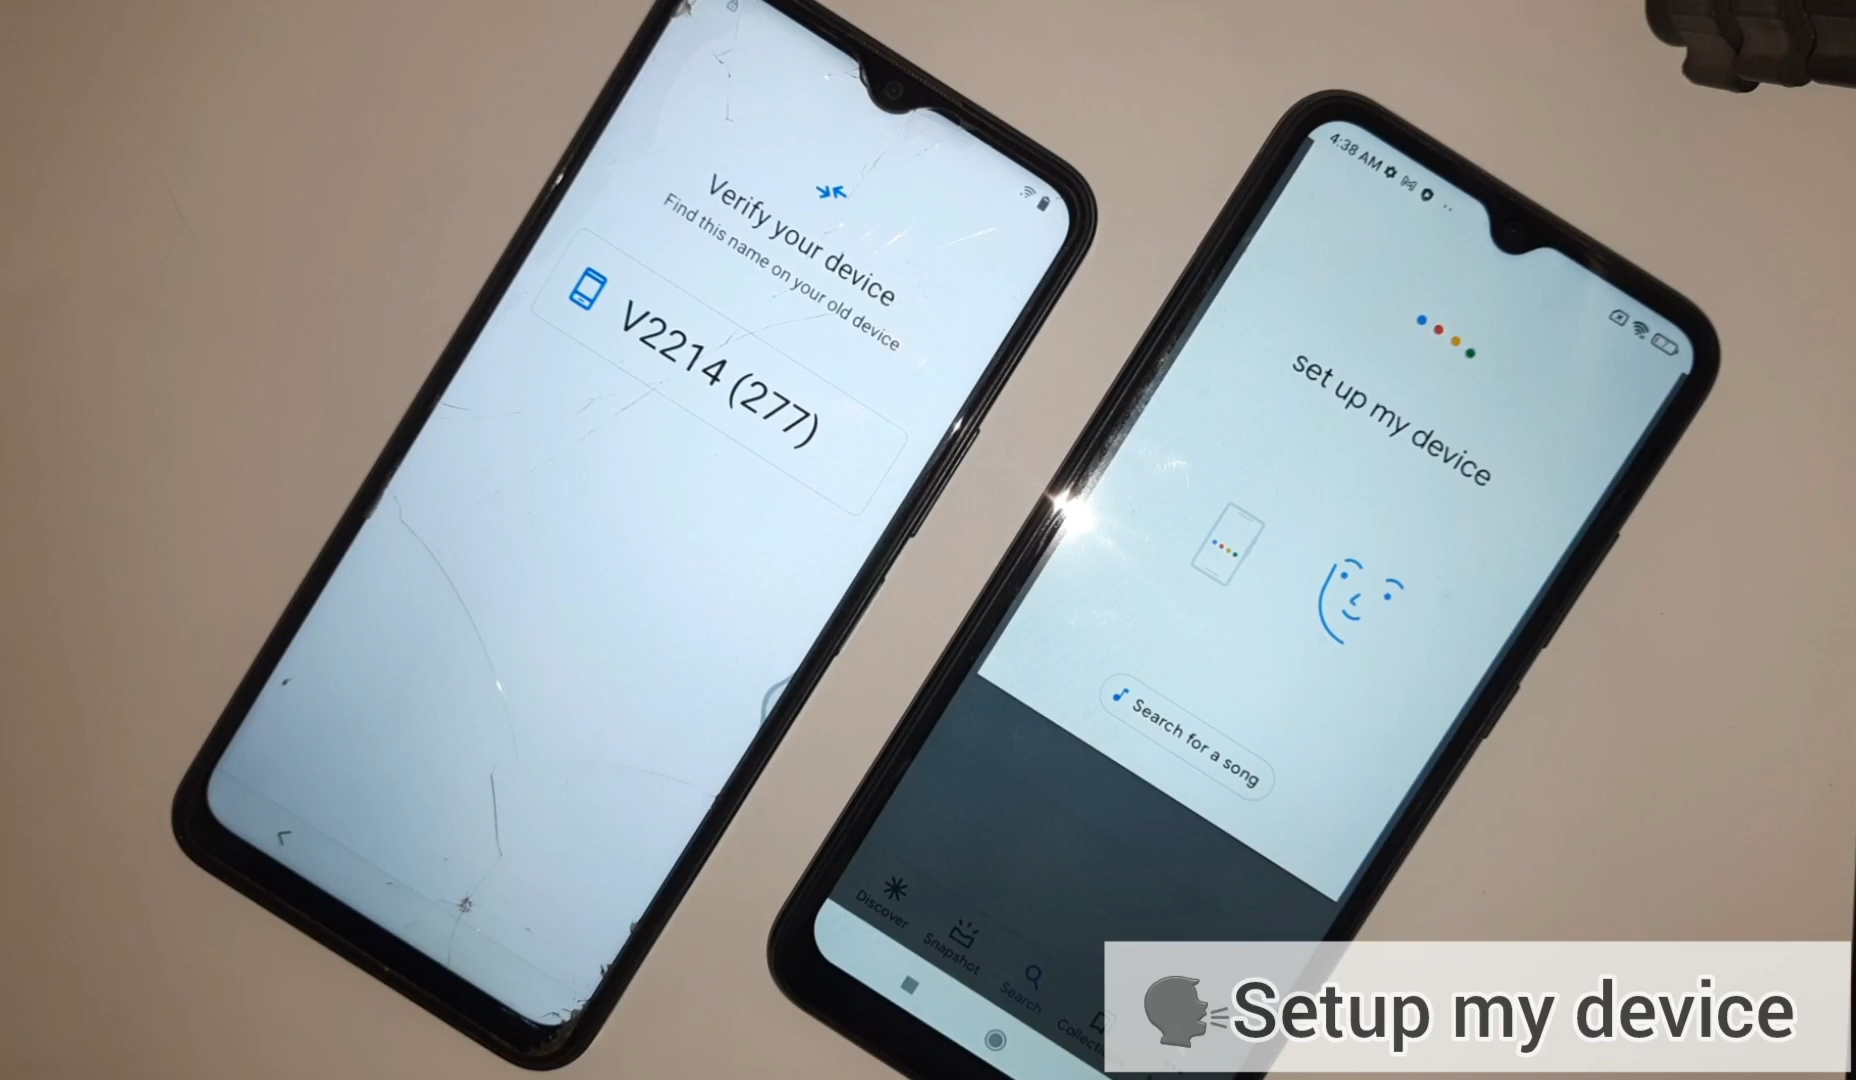 Verify your device
Find this name on your old device
V2214 (277)
4:38 AM
set up my device
Search for a song
Discover
Snapshot
Search
Setup my device